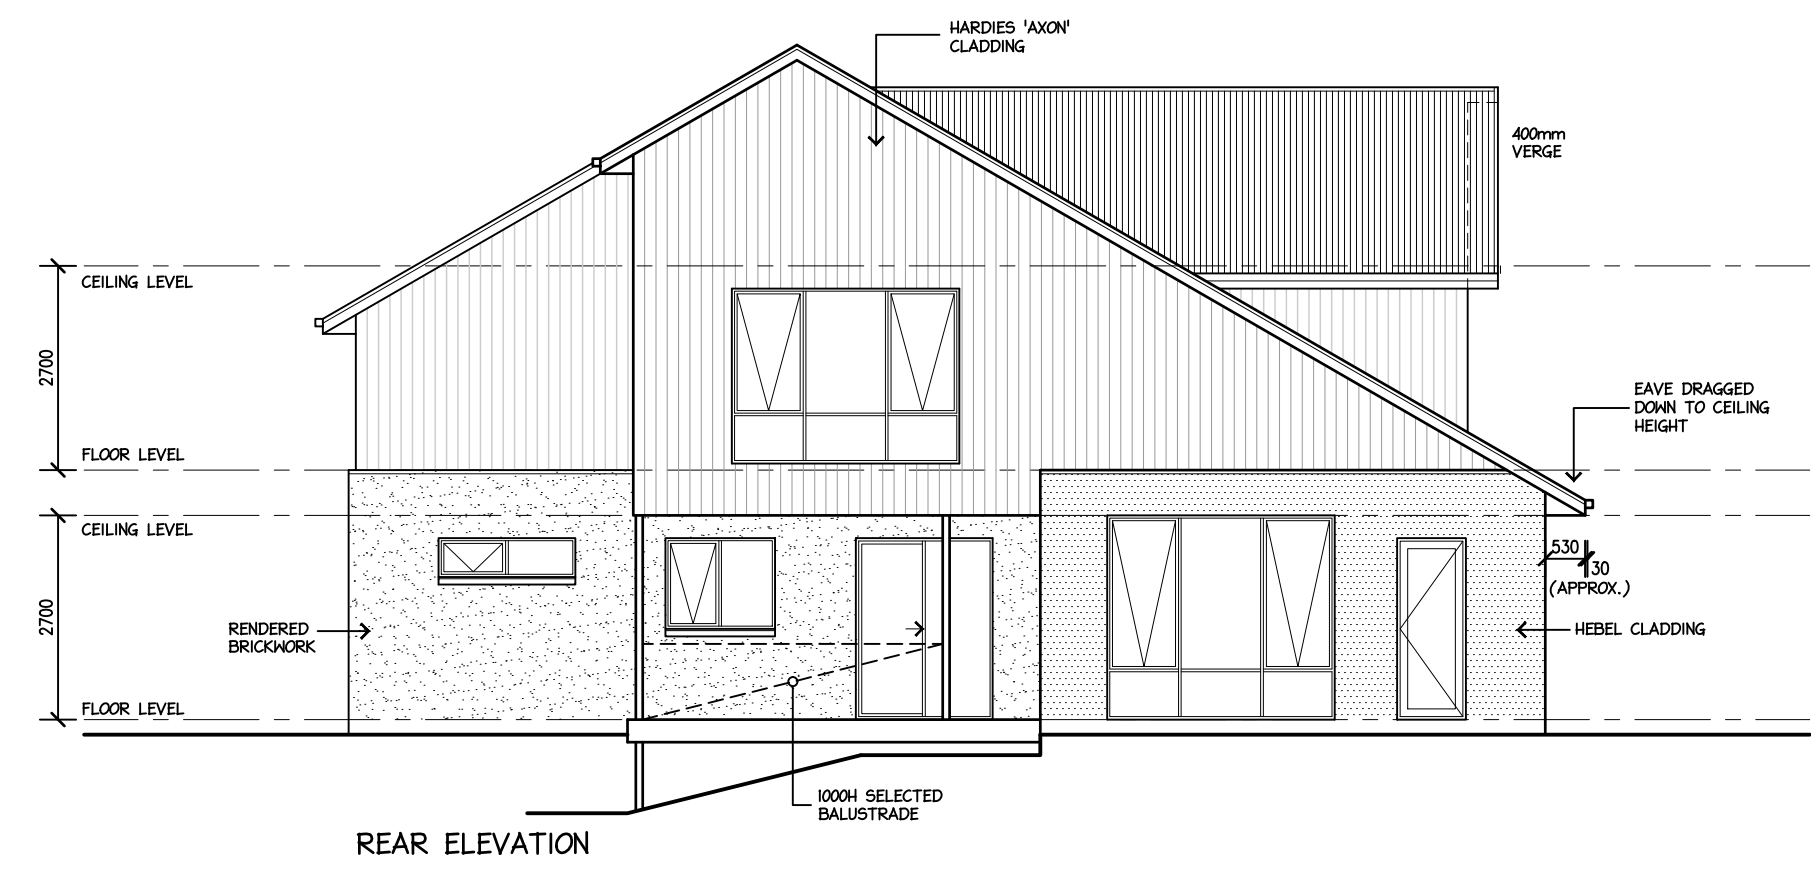 HARDIES 'AXON'
CLADDING
400mm
VERGE
CEILING LEVEL
2700
EAVE DRAGGED
DOWN TO CEILING
HEIGHT
FLOOR LEVEL
CEILING LEVEL
530
30
(APPROX.)
2700
RENDERED
BRICKWORK
HEBEL CLADDING
FLOOR LEVEL
1000H SELECTED
BALUSTRADE
REAR ELEVATION